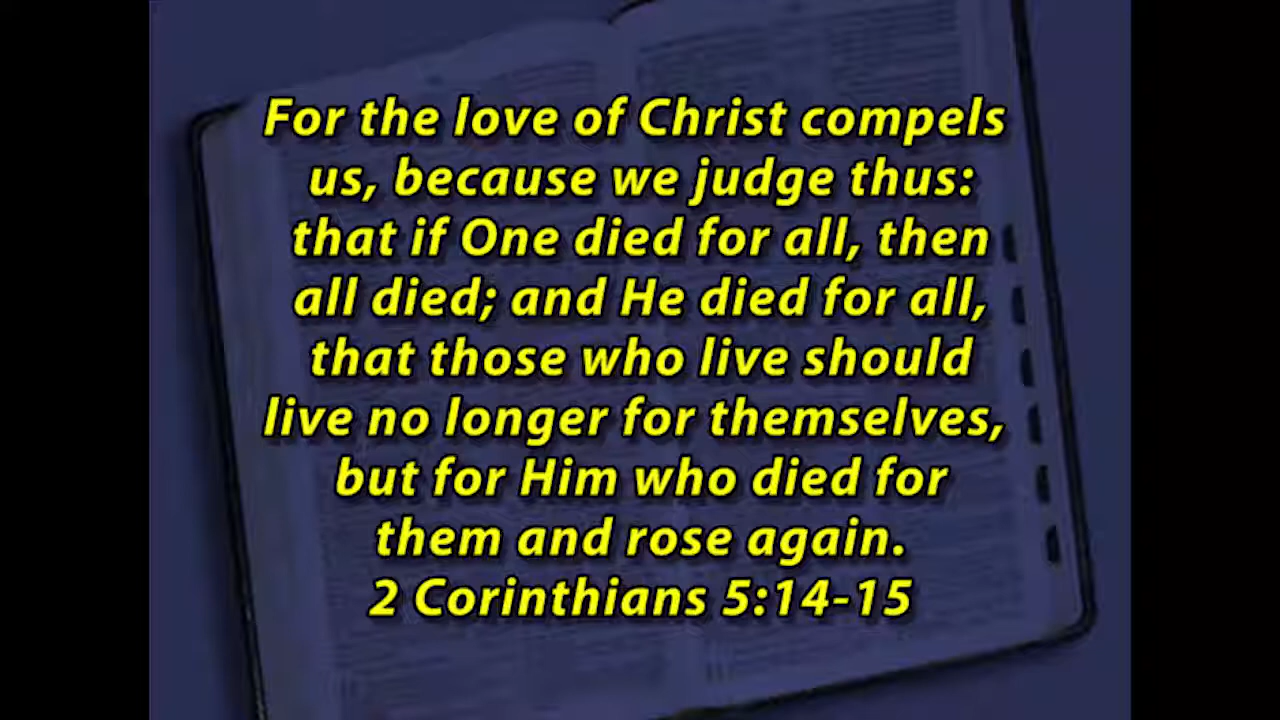 For the love of Christ compels
us, because we judge thus:
that if One died for all, then
all died; and He died for all,
that those who live should
live no longer for themselves,
but for Him who died for
them and rose again.
2 Corinthians 5:14-15